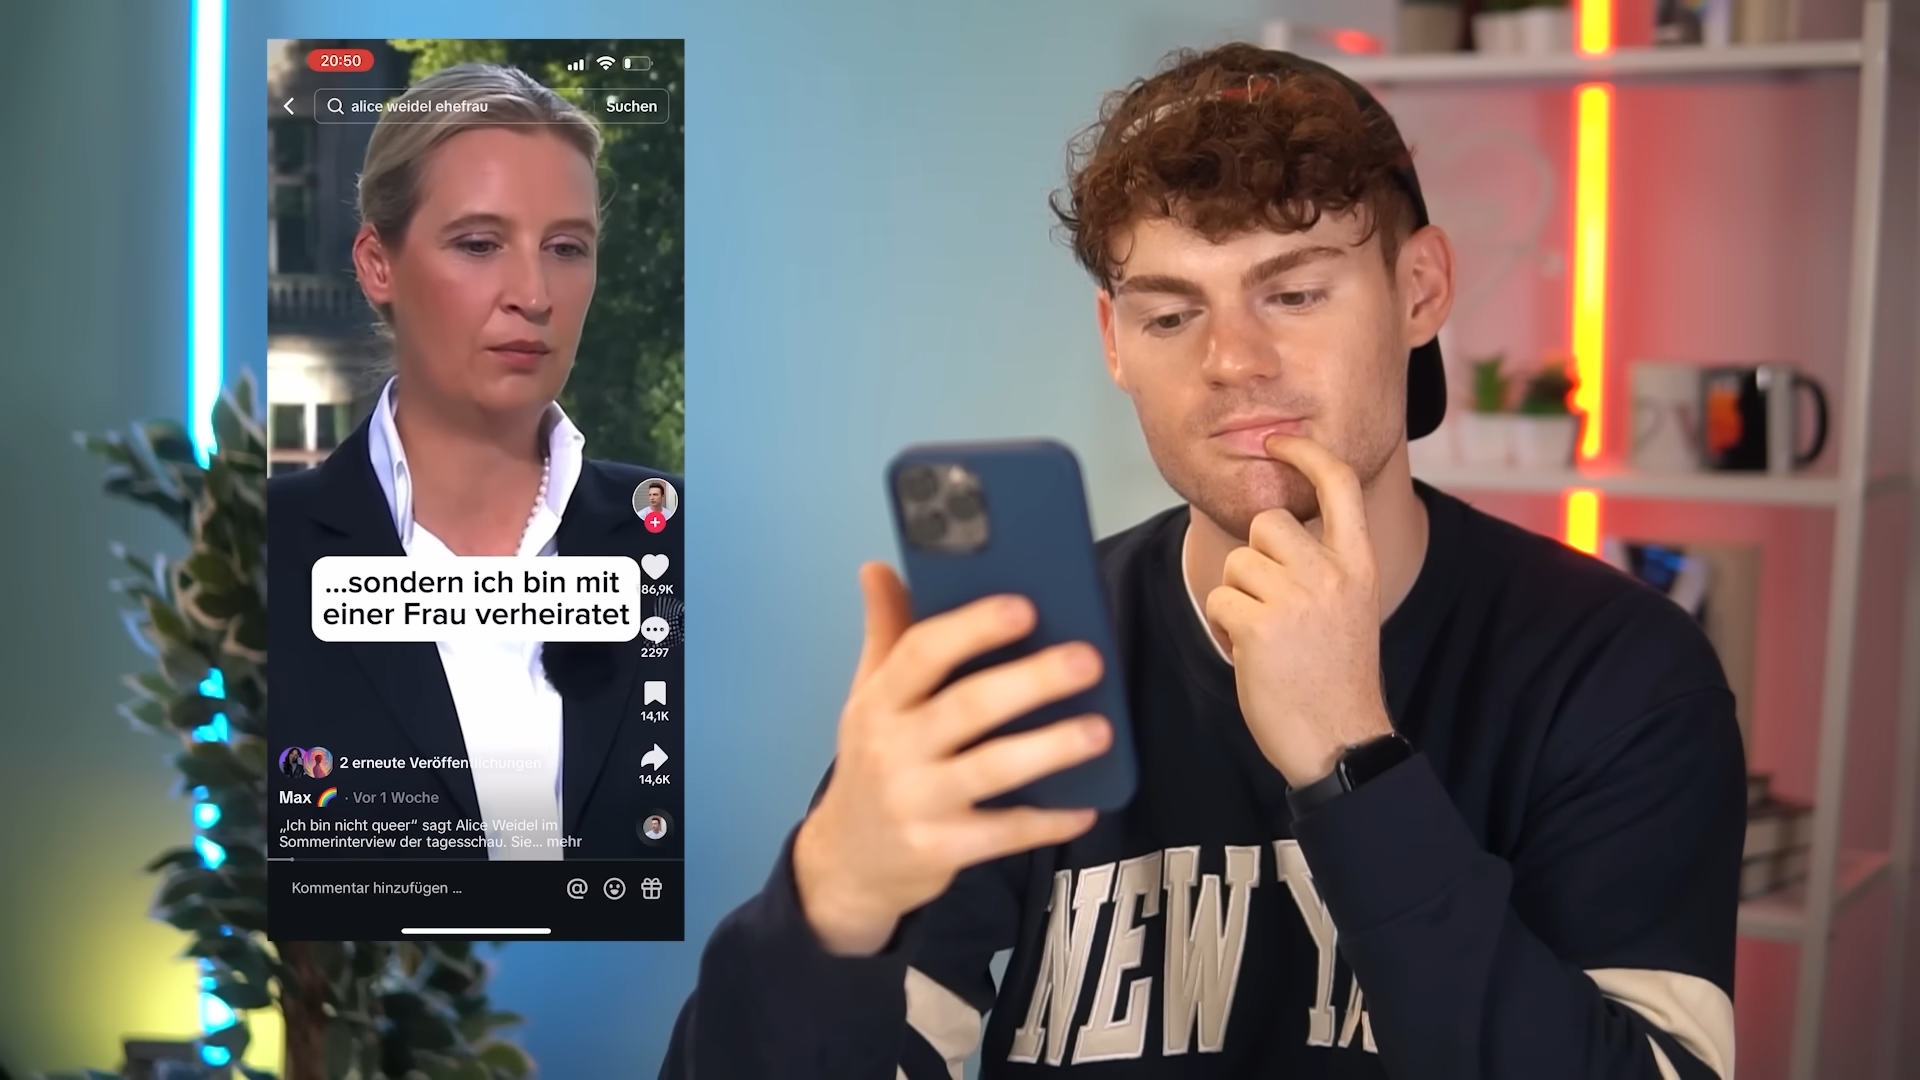 20:50
alice weidel ehefrau
Suchen
...sondern ich bin mit
einer Frau verheiratet
86,9K
2297
14,1K
14,6K
2 erneute Veröffentlichungen
Max 🌈 · Vor 1 Woche
„Ich bin nicht queer“ sagt Alice Weidel im
Sommerinterview der tagesschau. Sie... mehr
Kommentar hinzufügen ...
NEW Y